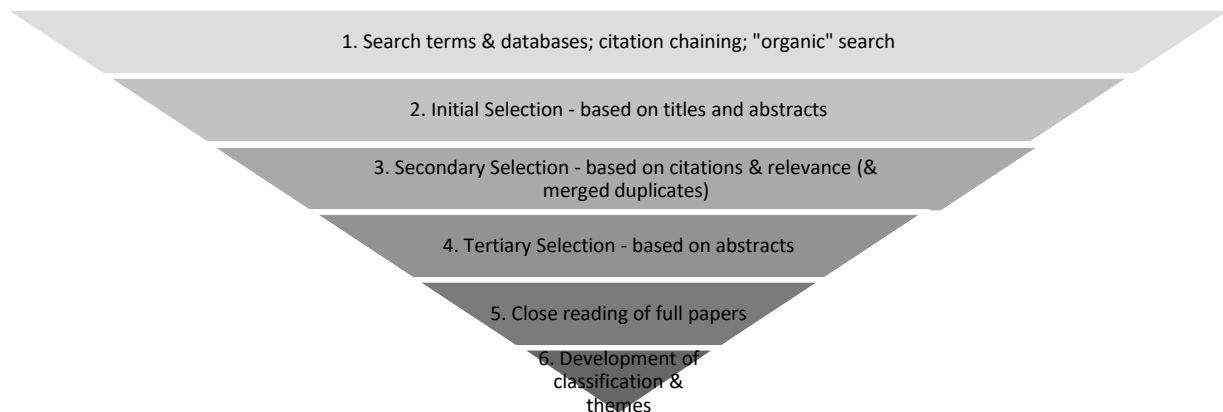 1. Search terms & databases; citation chaining; "organic" search
2. Initial Selection - based on titles and abstracts
3. Secondary Selection - based on citations & relevance (&
merged duplicates)
4. Tertiary Selection - based on abstracts
5. Close reading of full papers
6. Development of
classification &
themes